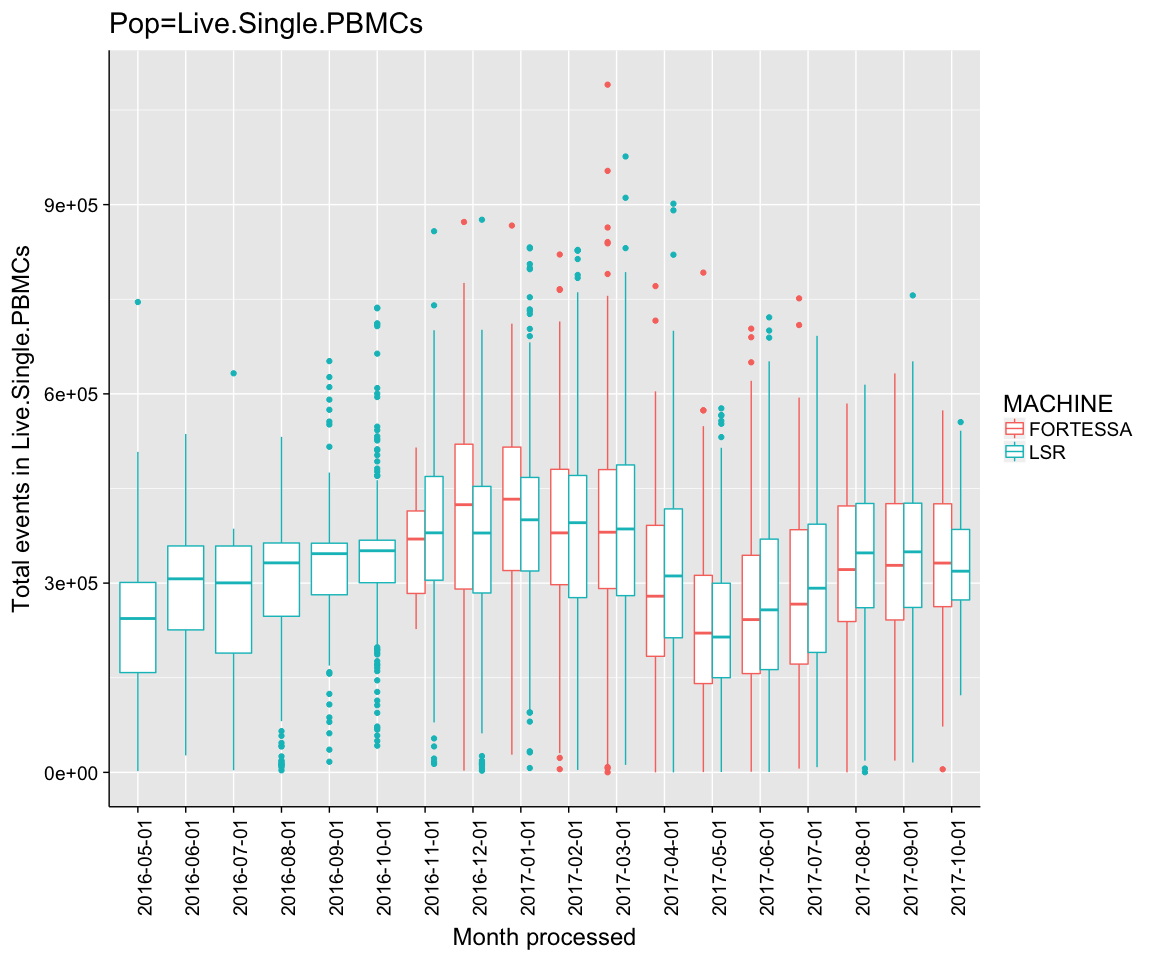 Pop=Live.Single.PBMCs
Total events in Live.Single.PBMCs
9e+05
6e+05
3e+05
0e+00
2016-05-01
2016-06-01
2016-07-01
2016-08-01
2016-09-01
2016-10-01
2016-11-01
2016-12-01
2017-01-01
2017-02-01
2017-03-01
2017-04-01
2017-05-01
2017-06-01
2017-07-01
2017-08-01
2017-09-01
2017-10-01
Month processed
MACHINE
FORTESSA
LSR